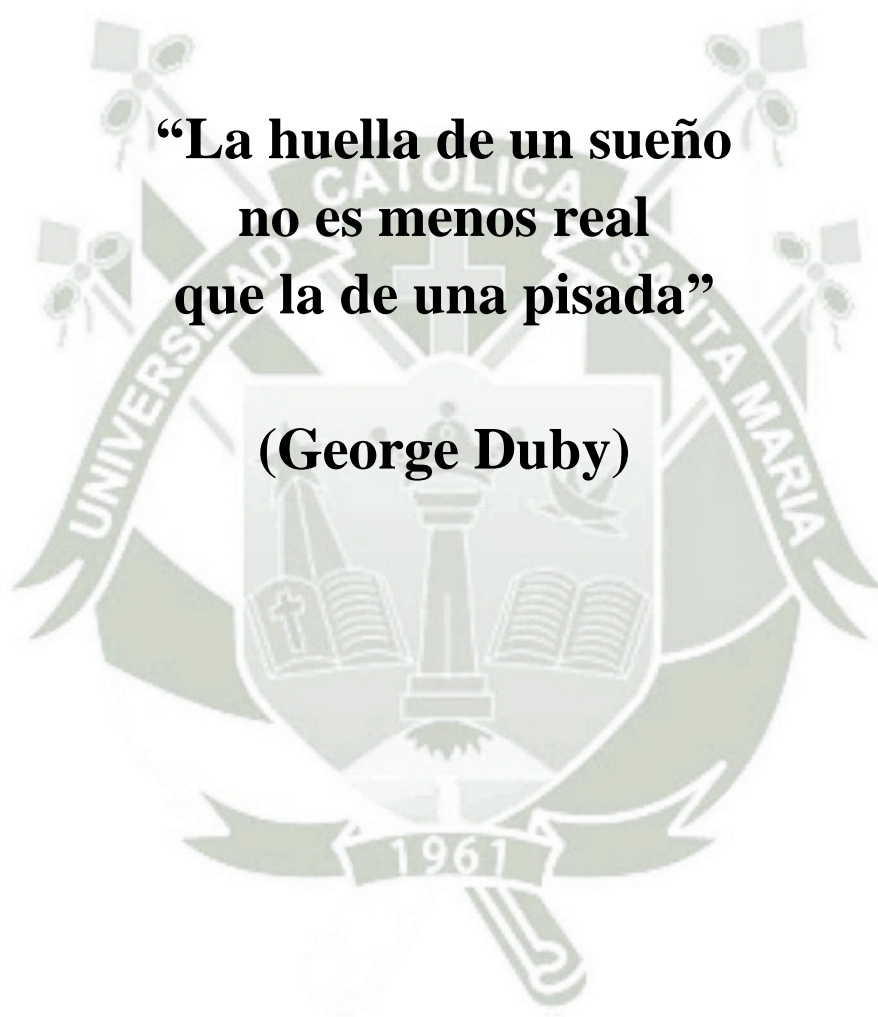 “La huella de un sueño
no es menos real
que la de una pisada”
(George Duby)
UNIVERSIDAD CATOLICA SANTA MARIA
1961